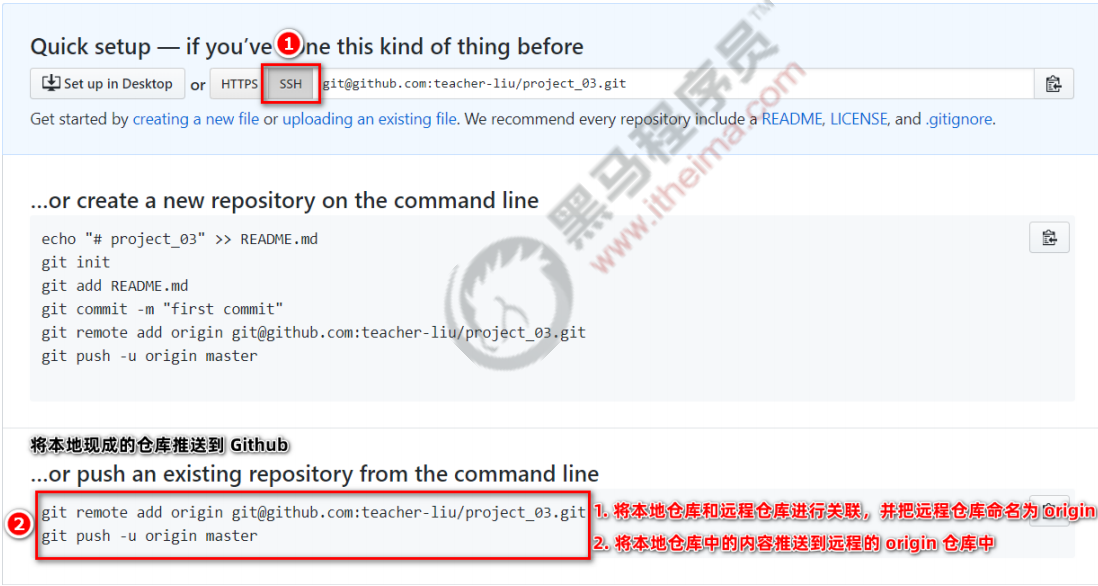 Quick setup — if you've ne this kind of thing before
1
Set up in Desktop or HTTPS SSH git@github.com:teacher-liu/project_03.git
Get started by creating a new file or uploading an existing file. We recommend every repository include a README, LICENSE, and .gitignore.
黑马程序员™
www.itheima.com
...or create a new repository on the command line
echo "# project_03" >> README.md
git init
git add README.md
git commit -m "first commit"
git remote add origin git@github.com:teacher-liu/project_03.git
git push -u origin master
将本地现成的仓库推送到 Github
...or push an existing repository from the command line
2
git remote add origin git@github.com:teacher-liu/project_03.git
1. 将本地仓库和远程仓库进行关联，并把远程仓库命名为 origin
git push -u origin master
2. 将本地仓库中的内容推送到远程的 origin 仓库中